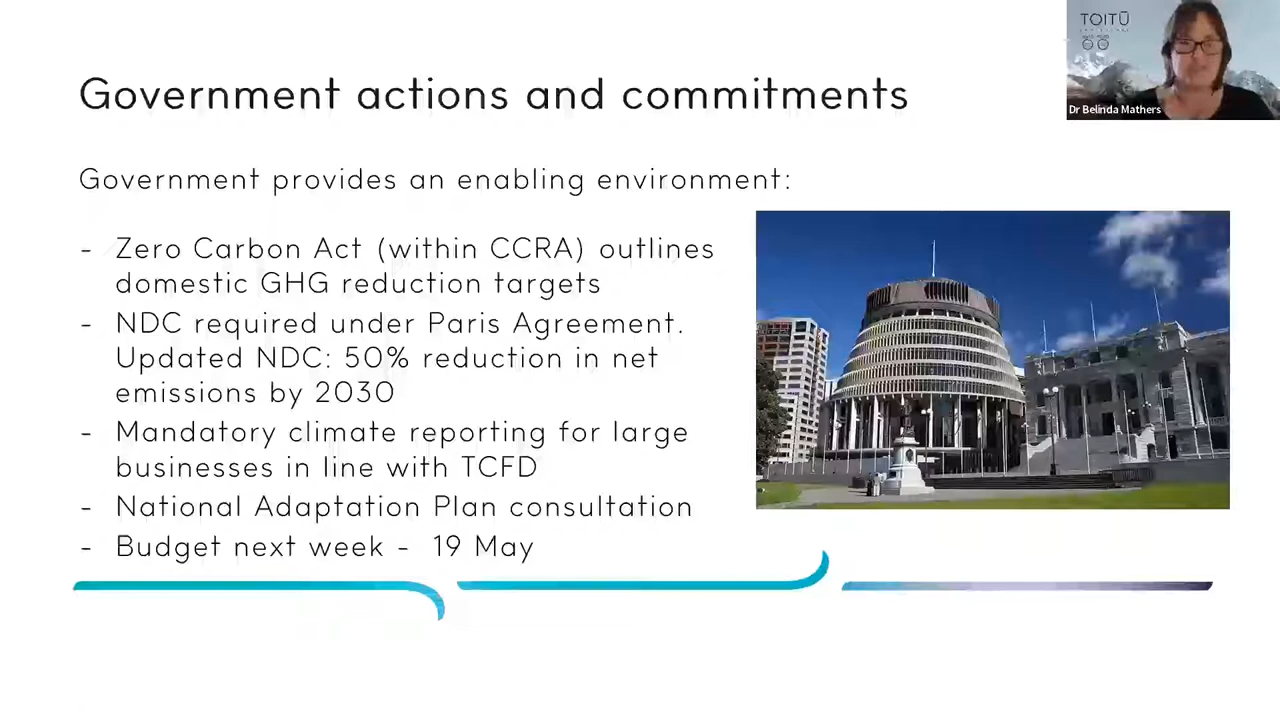 TOITŪ
Dr Belinda Mathers
Government actions and commitments
Government provides an enabling environment:
- Zero Carbon Act (within CCRA) outlines
domestic GHG reduction targets
- NDC required under Paris Agreement.
Updated NDC: 50% reduction in net
emissions by 2030
- Mandatory climate reporting for large
businesses in line with TCFD
- National Adaptation Plan consultation
- Budget next week - 19 May